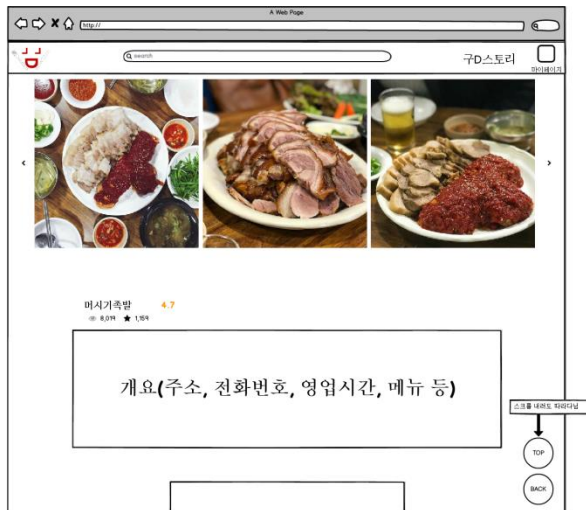 A Web Page
http://
search
구D스토리
마이페이지
머시기족발 4.7
8,019 1,159
개요(주소, 전화번호, 영업시간, 메뉴 등)
스크롤 내려도 따라다님
TOP
BACK